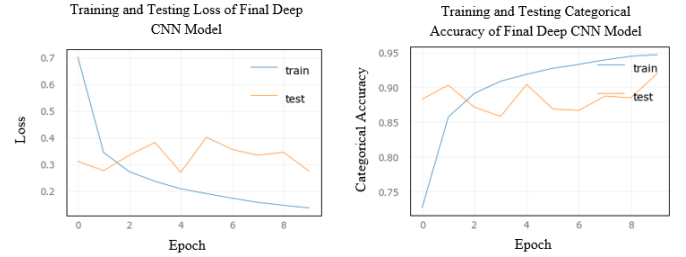 Training and Testing Loss of Final Deep
CNN Model
0.7
0.6
0.5
0.4
0.3
0.2
0
2
4
6
8
Loss
Epoch
train
test
Training and Testing Categorical
Accuracy of Final Deep CNN Model
0.95
0.90
0.85
0.80
0.75
0
2
4
6
8
Categorical Accuracy
Epoch
train
test